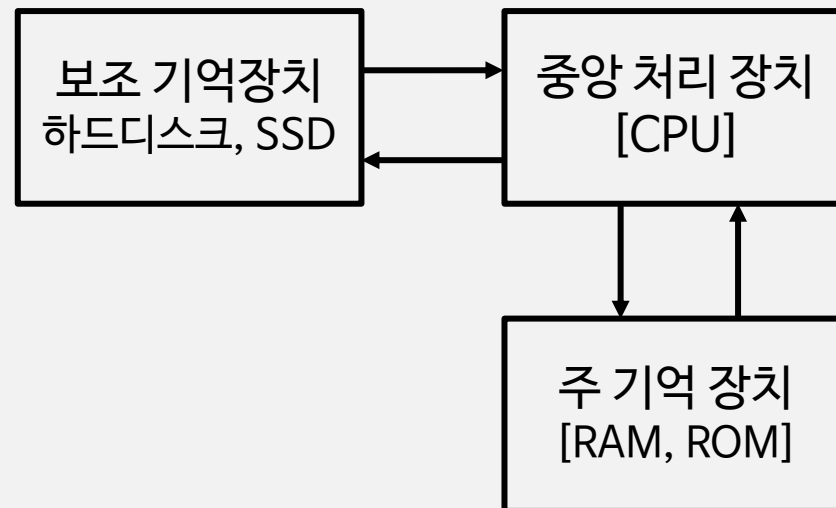 보조 기억장치
하드디스크, SSD
중앙 처리 장치
[CPU]
주 기억 장치
[RAM, ROM]